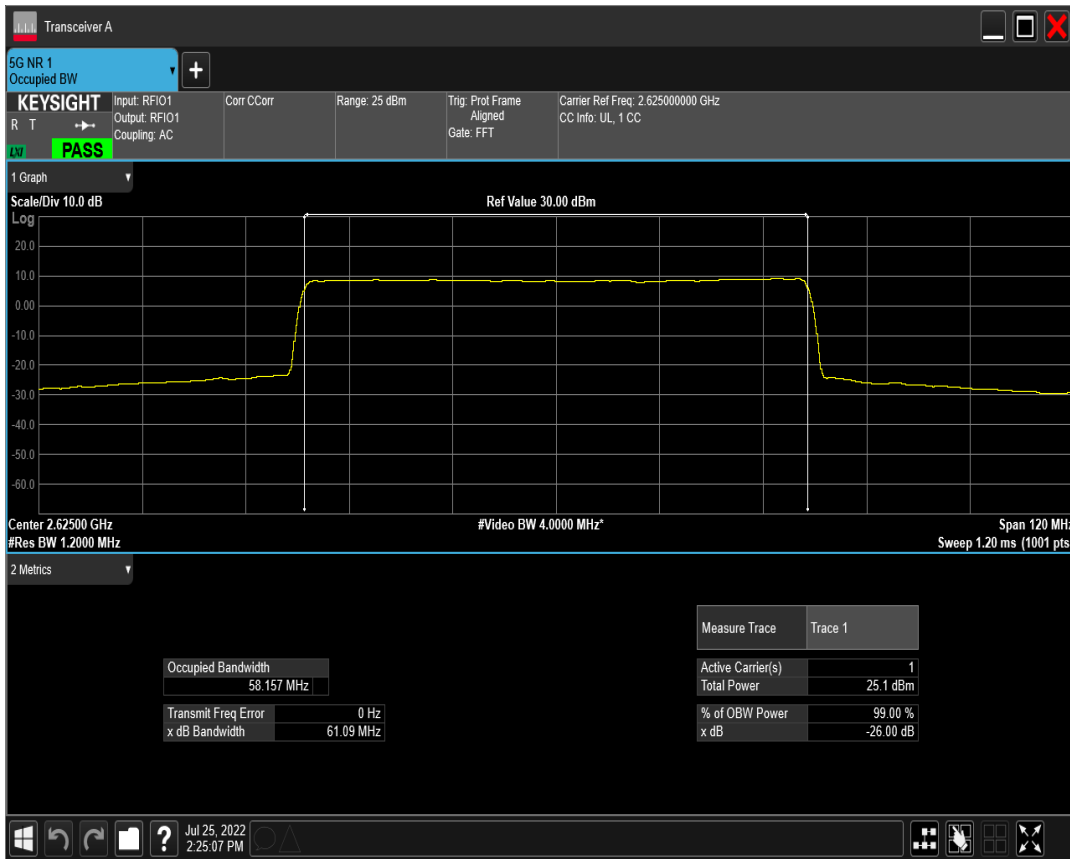 Transceiver A
5G NR 1
Occupied BW
+
KEYSIGHT
R T
LXI
PASS
Input: RFIO1
Output: RFIO1
Coupling: AC
Corr CCorr
Range: 25 dBm
Trig: Prot Frame
Aligned
Gate: FFT
Carrier Ref Freq: 2.625000000 GHz
CC Info: UL, 1 CC
1 Graph
Scale/Div 10.0 dB
Ref Value 30.00 dBm
Log
20.0
10.0
0.00
-10.0
-20.0
-30.0
-40.0
-50.0
-60.0
Center 2.62500 GHz
#Video BW 4.0000 MHz*
Span 120 MHz
#Res BW 1.2000 MHz
Sweep 1.20 ms (1001 pts
2 Metrics
Measure Trace Trace 1
Occupied Bandwidth
58.157 MHz
Active Carrier(s) 1
Total Power 25.1 dBm
Transmit Freq Error 0 Hz
x dB Bandwidth 61.09 MHz
% of OBW Power 99.00 %
x dB -26.00 dB
?
Jul 25, 2022
2:25:07 PM